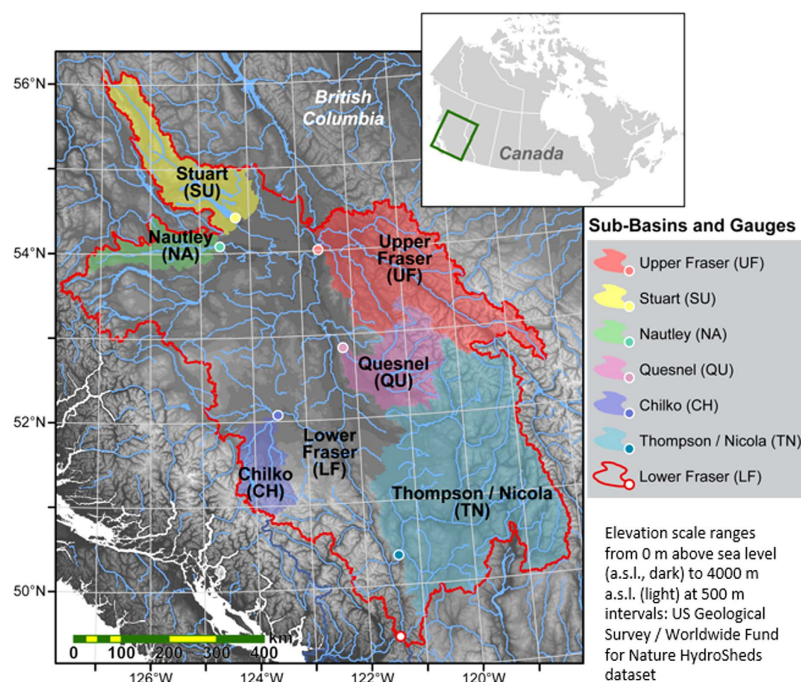 56°N
54°N
52°N
50°N
British
Columbia
Canada
Stuart
(SU)
Nautley
(NA)
Upper
Fraser
(UF)
Quesnel
(QU)
Lower
Fraser
(LF)
Chilko
(CH)
Thompson / Nicola
(TN)
km
0 100 200 300 400
126°W 124°W 122°W 120°W
Sub-Basins and Gauges
Upper Fraser (UF)
Stuart (SU)
Nautley (NA)
Quesnel (QU)
Chilko (CH)
Thompson / Nicola (TN)
Lower Fraser (LF)
Elevation scale ranges
from 0 m above sea level
(a.s.l., dark) to 4000 m
a.s.l. (light) at 500 m
intervals: US Geological
Survey / Worldwide Fund
for Nature HydroSheds
dataset